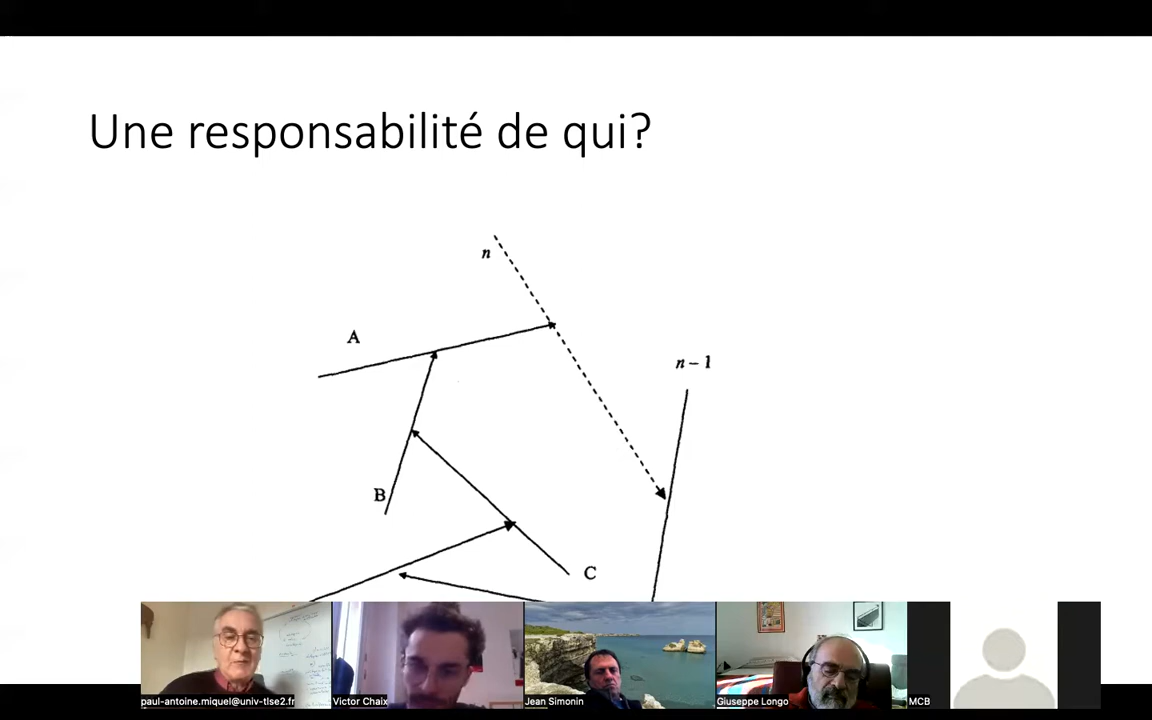 Une responsabilité de qui?
n
A
n – 1
B
C
paul-antoine.miquel@univ-tlse2.fr
Victor Chaix
Jean Simonin
Giuseppe Longo
MCB